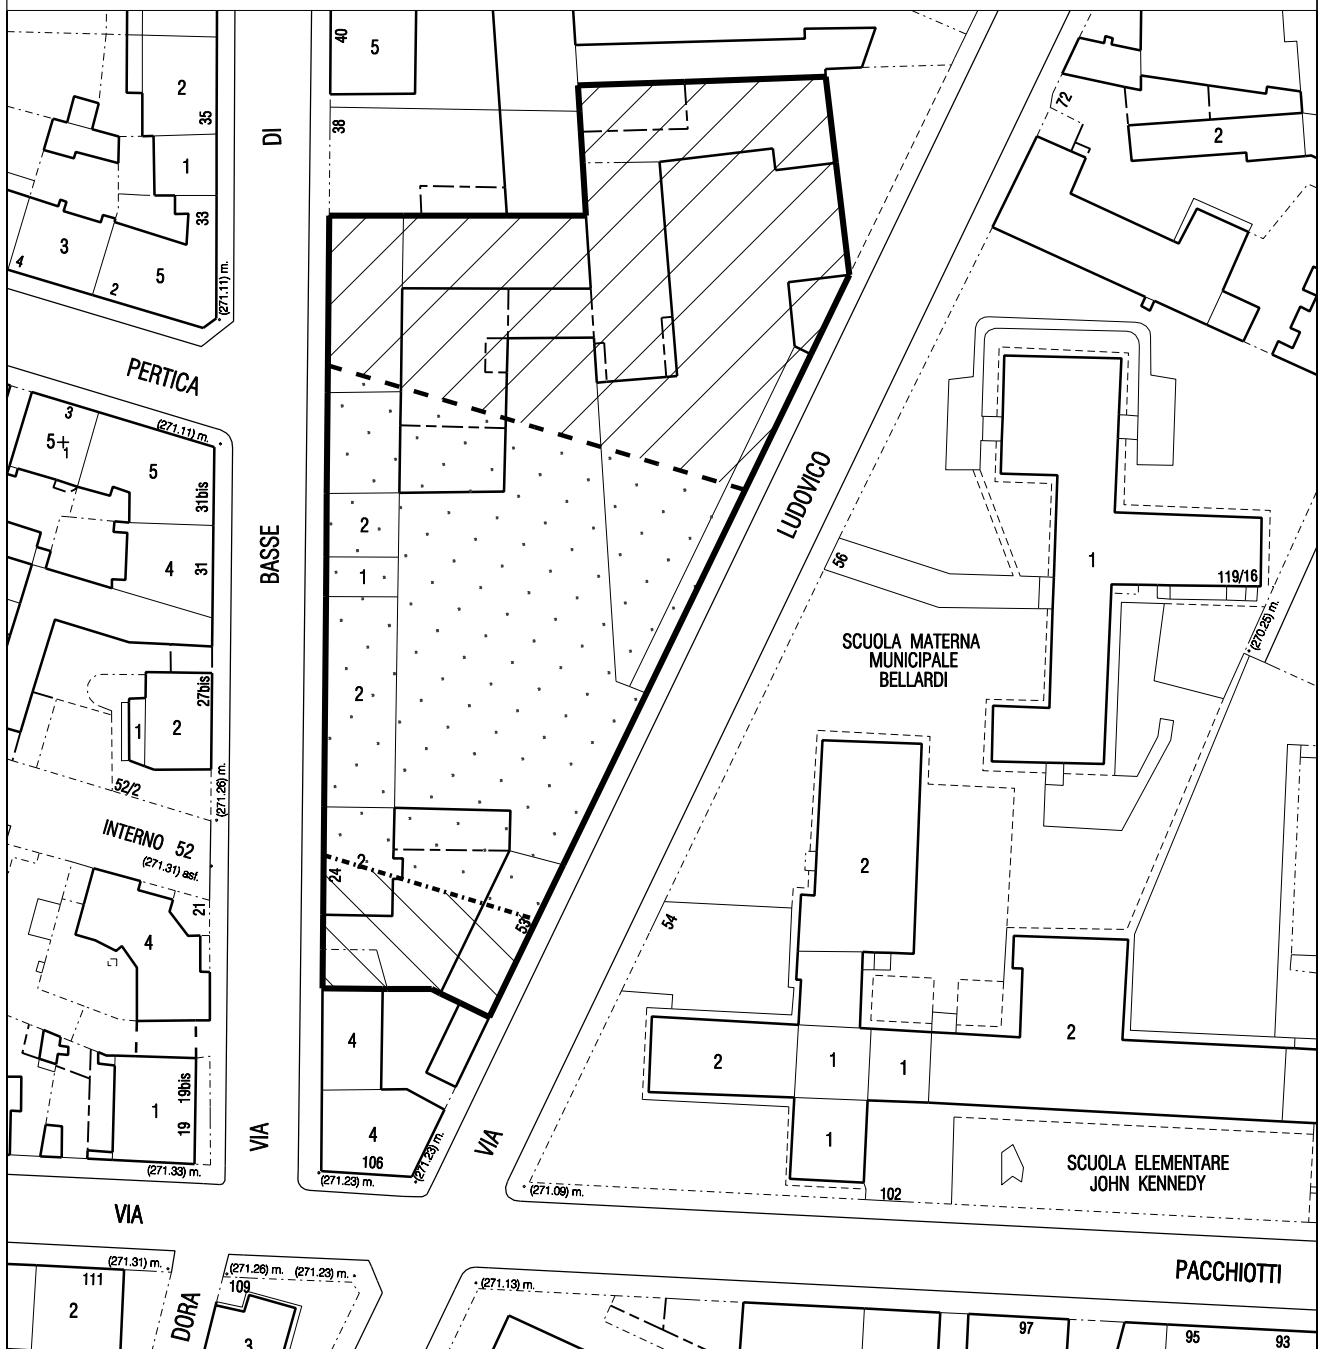 40
5
2
35
DI
38
72
2
1
33
3
5
4
2
(271.11) m.
PERTICA
3
(271.11) m.
5+1
5
31bis
LUDOVICO
2
BASSE
4
31
1
56
1
119/16
(270.25) m.
SCUOLA MATERNA
MUNICIPALE
BELLARDI
27bis
2
1
2
52/2
(271.26) m.
INTERNO 52
(271.31) asf.
2
24
2
21
53
54
4
4
2
1
1
2
19bis
1
19
4
106
(271.23) m.
1
VIA
VIA
(271.33) m.
(271.23) m.
(271.09) m.
102
SCUOLA ELEMENTARE
JOHN KENNEDY
VIA
(271.31) m.
111
2
DORA
(271.26) m.
(271.23) m.
109
3
(271.13) m.
PACCHIOTTI
97
95
93